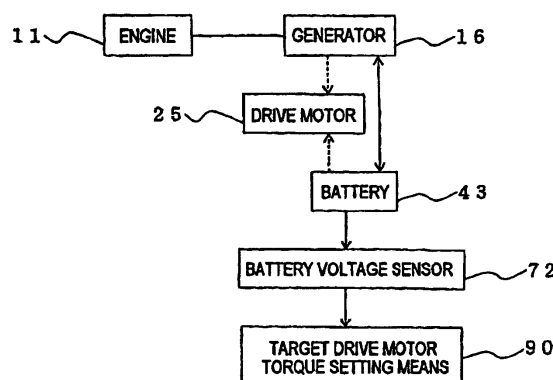 11 ENGINE GENERATOR 16
25 DRIVE MOTOR
BATTERY 43
BATTERY VOLTAGE SENSOR 72
TARGET DRIVE MOTOR
TORQUE SETTING MEANS 90